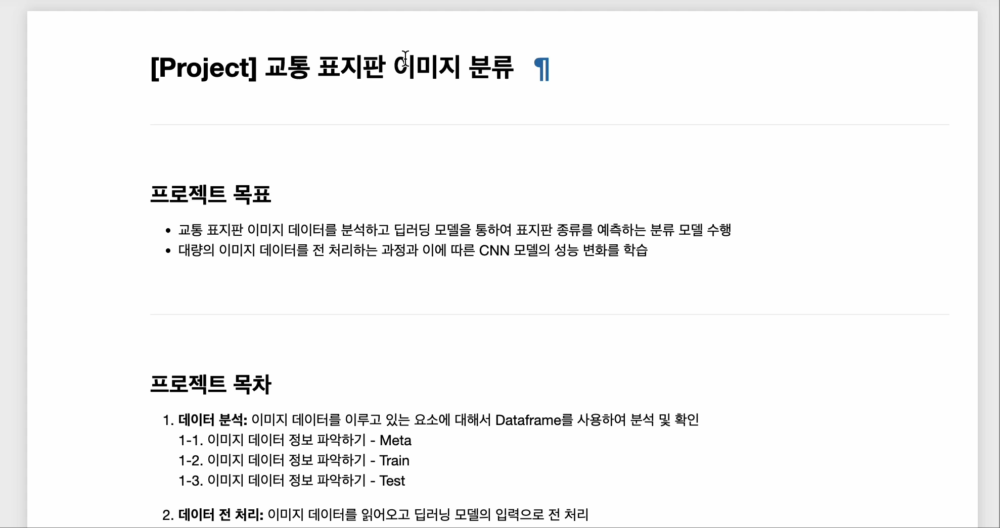 [Project] 교통 표지판 이미지 분류 ¶
프로젝트 목표
• 교통 표지판 이미지 데이터를 분석하고 딥러딩 모델을 통하여 표지판 종류를 예측하는 분류 모델 수행
• 대량의 이미지 데이터를 전 처리하는 과정과 이에 따른 CNN 모델의 성능 변화를 학습
프로젝트 목차
1. 데이터 분석: 이미지 데이터를 이루고 있는 요소에 대해서 Dataframe를 사용하여 분석 및 확인
1-1. 이미지 데이터 정보 파악하기 - Meta
1-2. 이미지 데이터 정보 파악하기 - Train
1-3. 이미지 데이터 정보 파악하기 - Test
2. 데이터 전 처리: 이미지 데이터를 읽어오고 딥러닝 모델의 입력으로 전 처리